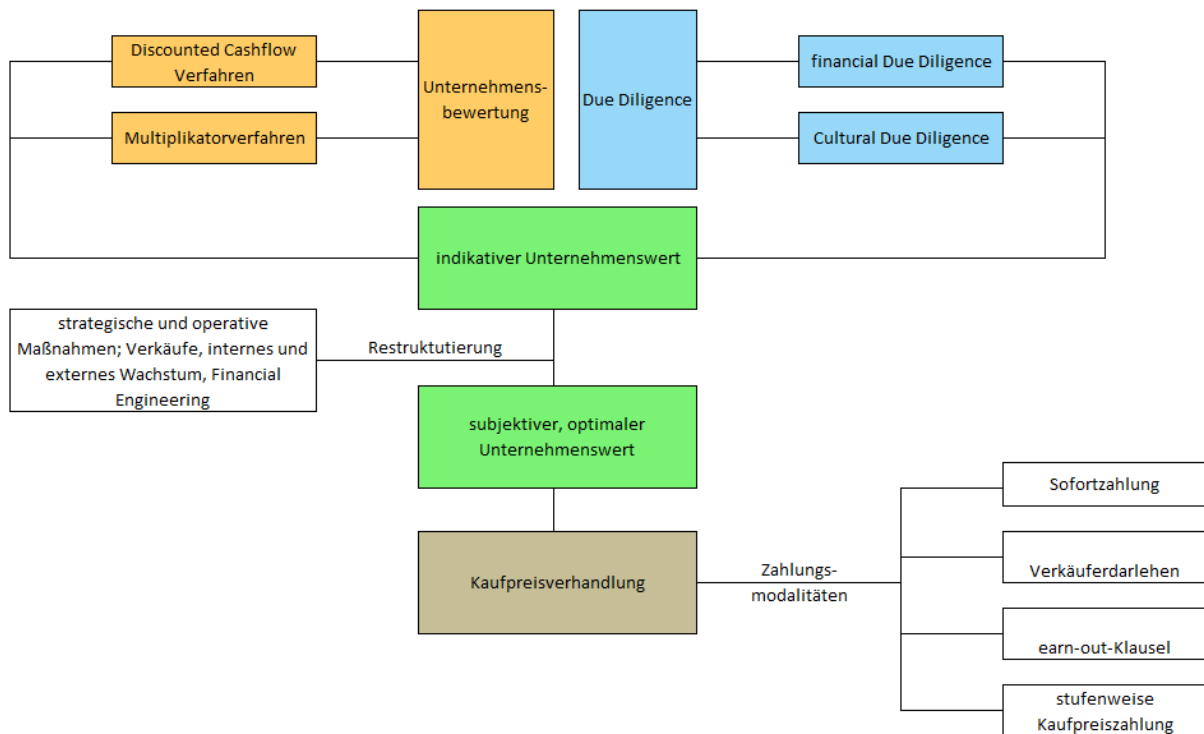 Discounted Cashflow
Verfahren
Unternehmens-
bewertung
Due Diligence
financial Due Diligence
Multiplikatorverfahren
Cultural Due Diligence
indikativer Unternehmenswert
strategische und operative
Maßnahmen; Verkäufe, internes und
externes Wachstum, Financial
Engineering
Restruktutierung
subjektiver, optimaler
Unternehmenswert
Kaufpreisverhandlung
Zahlungs-
modalitäten
Sofortzahlung
Verkäuferdarlehen
earn-out-Klausel
stufenweise
Kaufpreiszahlung